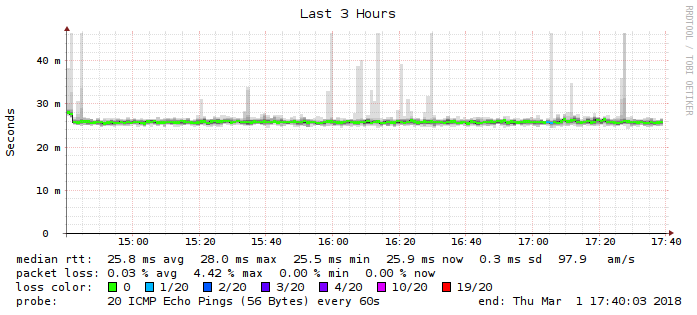 Last 3 Hours
RRDTOOL / TOBI OETIKER
Seconds
40 m
30 m
20 m
10 m
0
15:00 15:20 15:40 16:00 16:20 16:40 17:00 17:20 17:40
median rtt: 25.8 ms avg 28.0 ms max 25.5 ms min 25.9 ms now 0.3 ms sd 97.9 am/s
packet loss: 0.03 % avg 4.42 % max 0.00 % min 0.00 % now
loss color: 0 1/20 2/20 3/20 4/20 10/20 19/20
probe: 20 ICMP Echo Pings (56 Bytes) every 60s end: Thu Mar 1 17:40:03 2018